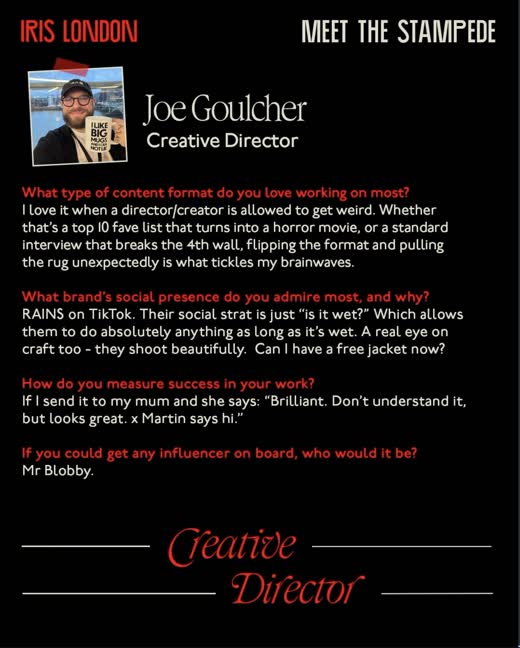 IRIS LONDON
MEET THE STAMPEDE
I LIKE
BIG
MUGS
Joe Goulcher
Creative Director
What type of content format do you love working on most?
I love it when a director/creator is allowed to get weird. Whether
that's a top 10 fave list that turns into a horror movie, or a standard
interview that breaks the 4th wall, flipping the format and pulling
the rug unexpectedly is what tickles my brainwaves.
What brand's social presence do you admire most, and why?
RAINS on TikTok. Their social strat is just "is it wet?" Which allows
them to do absolutely anything as long as it's wet. A real eye on
craft too - they shoot beautifully. Can I have a free jacket now?
How do you measure success in your work?
If I send it to my mum and she says: "Brilliant. Don't understand it,
but looks great. x Martin says hi."
If you could get any influencer on board, who would it be?
Mr Blobby.
Creative
Director